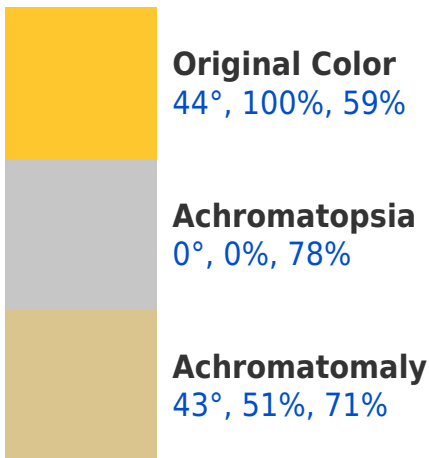 Original Color
44°, 100%, 59%
Achromatopsia
0°, 0%, 78%
Achromatomaly
43°, 51%, 71%